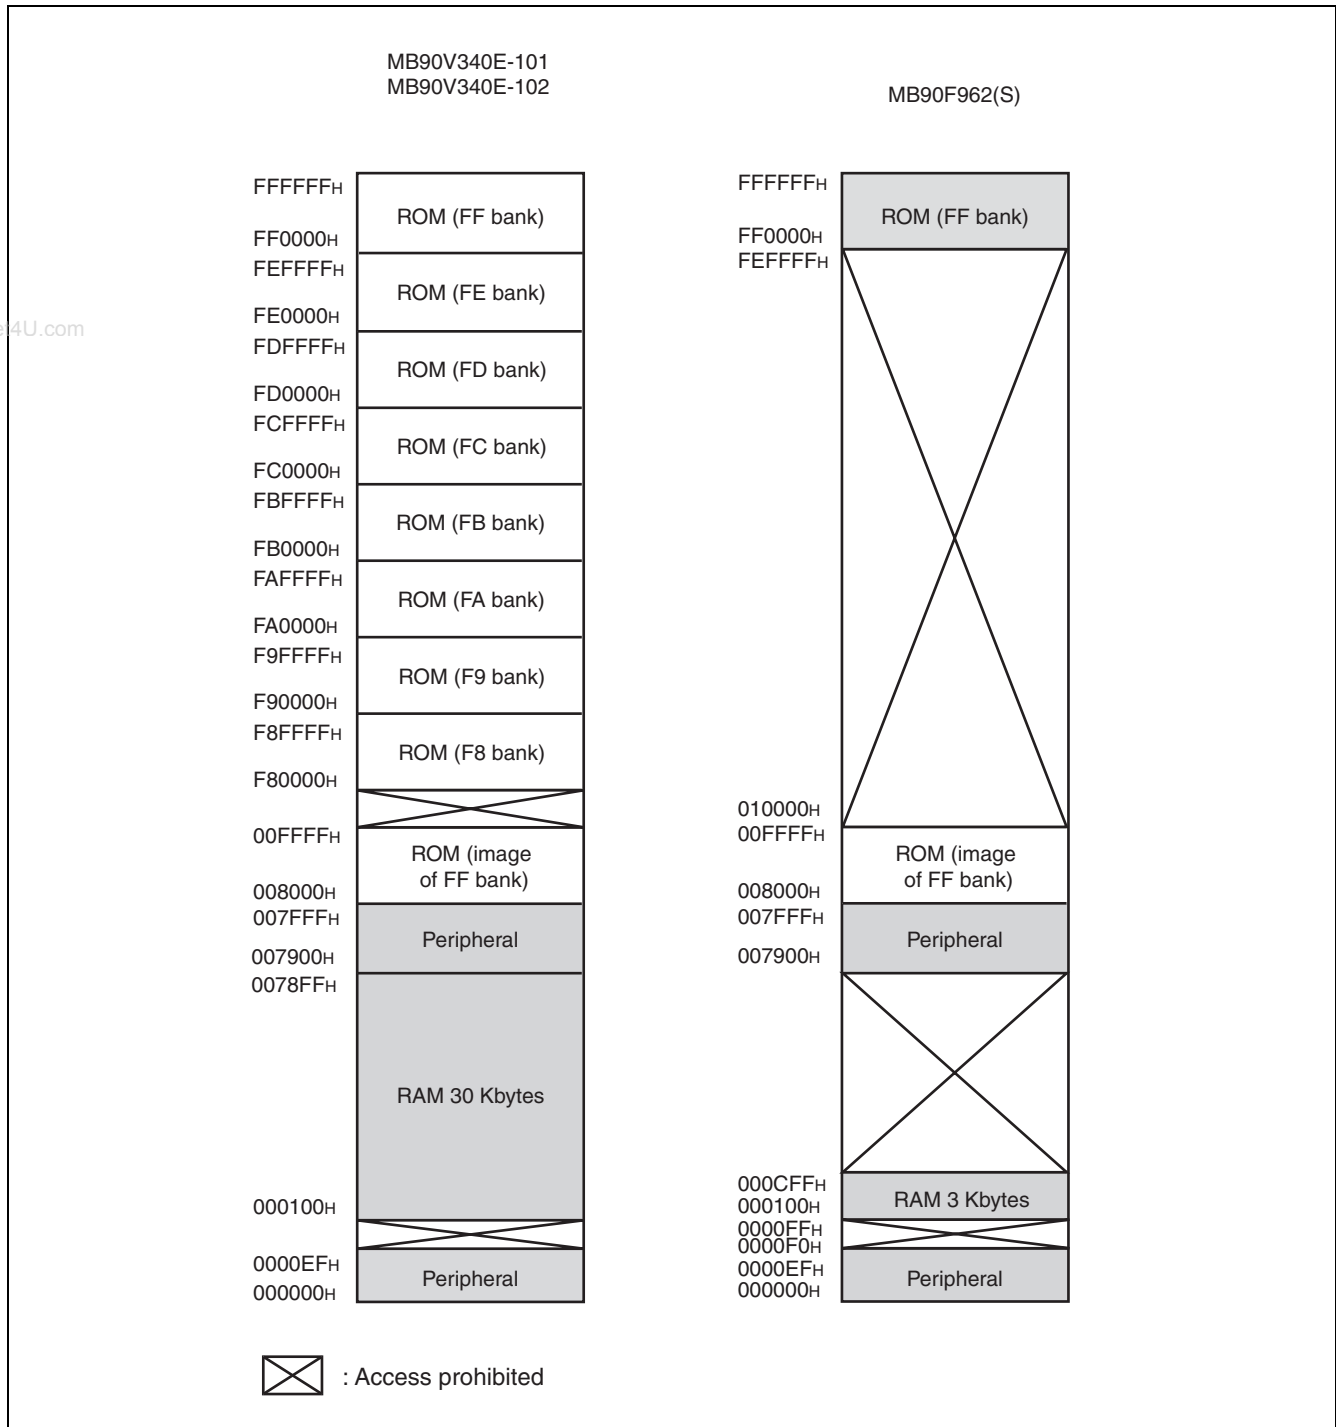 MB90V340E-101
MB90V340E-102
FFFFFFH
ROM (FF bank)
FF0000H
FEFFFFH
ROM (FE bank)
FE0000H
FDFFFFH
ROM (FD bank)
FD0000H
FCFFFFH
ROM (FC bank)
FC0000H
FBFFFFH
ROM (FB bank)
FB0000H
FAFFFFH
ROM (FA bank)
FA0000H
F9FFFFH
ROM (F9 bank)
F90000H
F8FFFFH
ROM (F8 bank)
F80000H
00FFFFH
ROM (image
of FF bank)
008000H
007FFFH
Peripheral
007900H
0078FFH
RAM 30 Kbytes
000100H
0000EFH
Peripheral
000000H
MB90F962(S)
FFFFFFH
ROM (FF bank)
FF0000H
FEFFFFH
010000H
00FFFFH
ROM (image
of FF bank)
008000H
007FFFH
Peripheral
007900H
000CFFH
RAM 3 Kbytes
000100H
0000FFH
0000F0H
0000EFH
Peripheral
000000H
: Access prohibited